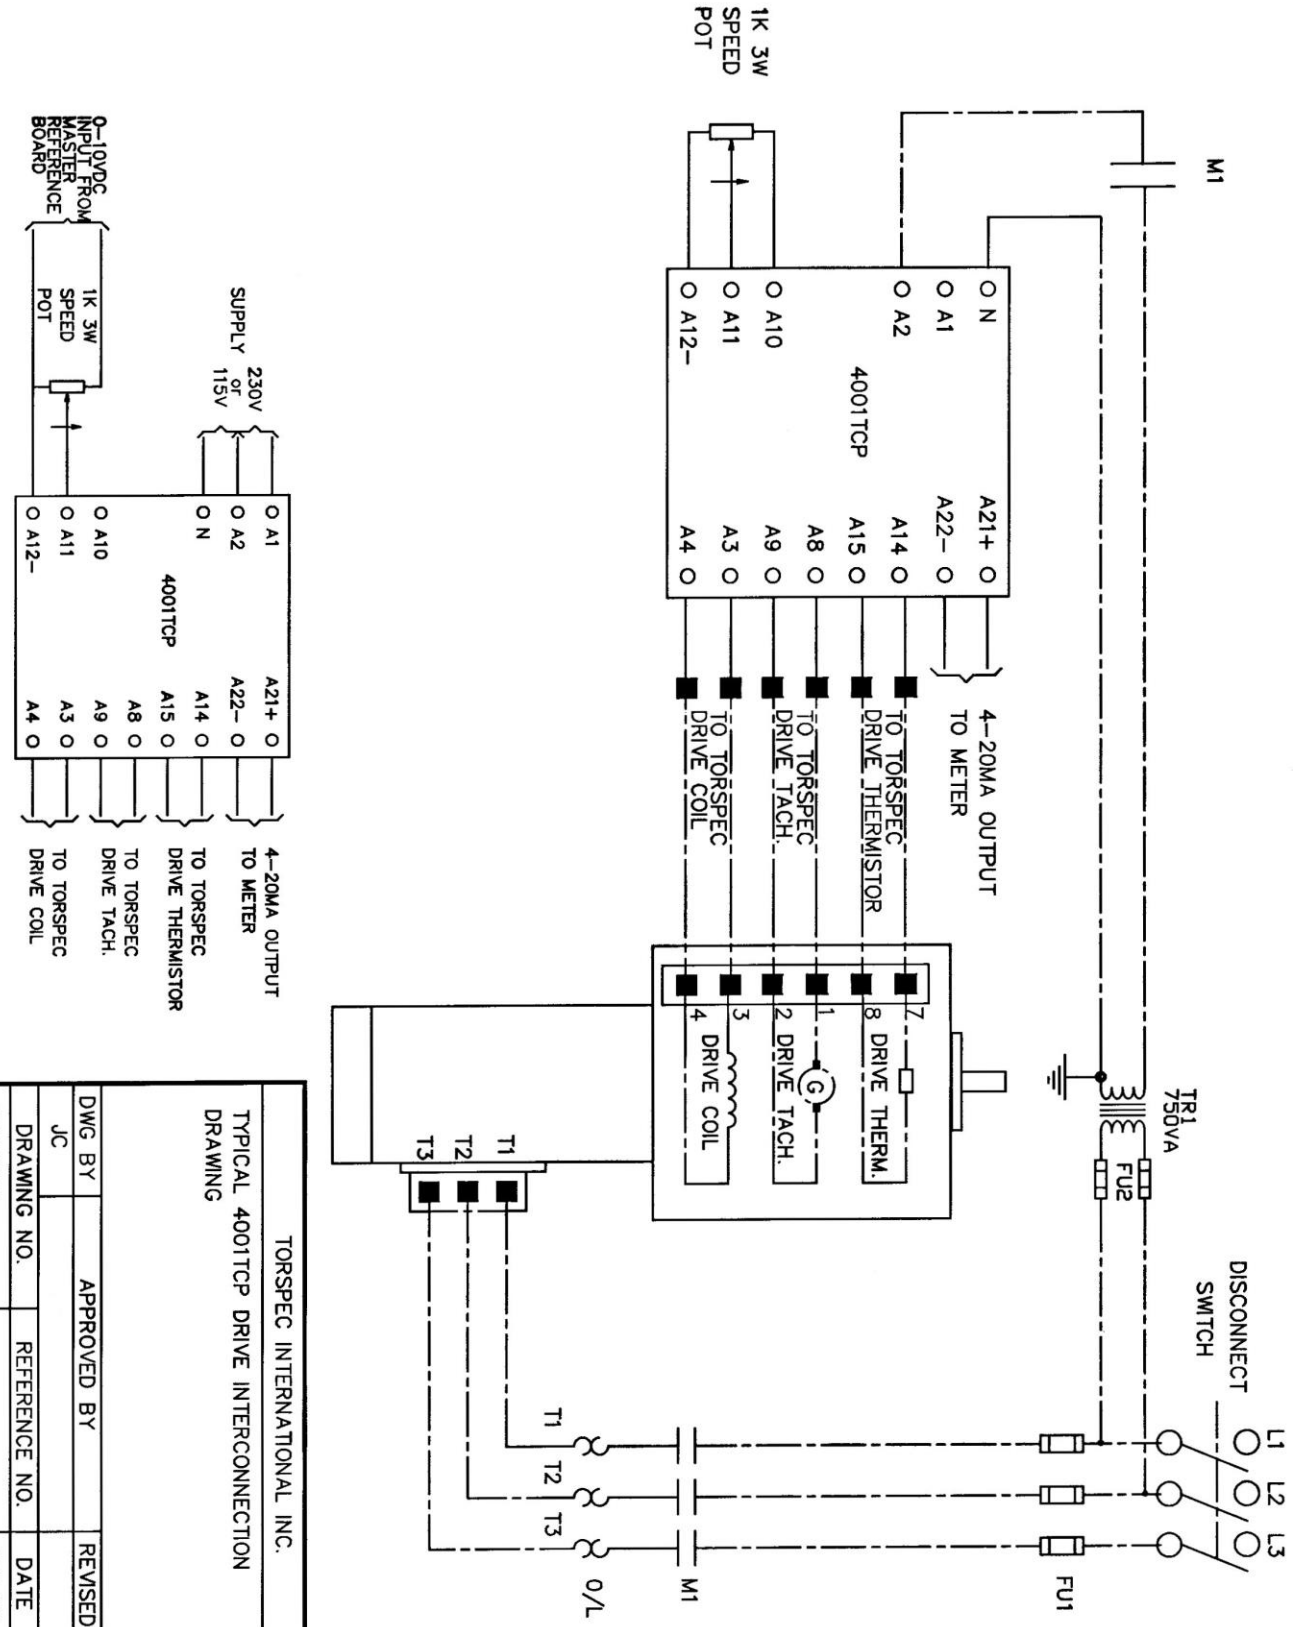 DISCONNECT
SWITCH
L1
L2
L3
FU1
M1
O/L
T1
T2
T3
TR1
750VA
FU2
M1
1K 3W
SPEED
POT
N
A1
A2
A10
A11
A12-
4001TCP
A21+
A22-
A14
A15
A8
A9
A3
A4
4-20MA OUTPUT
TO METER
TO TORSPEC
DRIVE THERMISTOR
TO TORSPEC
DRIVE TACH.
TO TORSPEC
DRIVE COIL
7
8
1
2
3
4
DRIVE THERM.
G
DRIVE TACH.
DRIVE COIL
T1
T2
T3
230V
or
115V
SUPPLY
0-10VDC
INPUT FROM
MASTER
REFERENCE
BOARD
1K 3W
SPEED
POT
A1
A2
N
A10
A11
A12-
4001TCP
A21+
A22-
A14
A15
A8
A9
A3
A4
4-20MA OUTPUT
TO METER
TO TORSPEC
DRIVE THERMISTOR
TO TORSPEC
DRIVE TACH.
TO TORSPEC
DRIVE COIL
TORSPEC INTERNATIONAL INC.
TYPICAL 4001TCP DRIVE INTERCONNECTION
DRAWING
DWG BY
APPROVED BY
REVISED
JC
DRAWING NO.
REFERENCE NO.
DATE